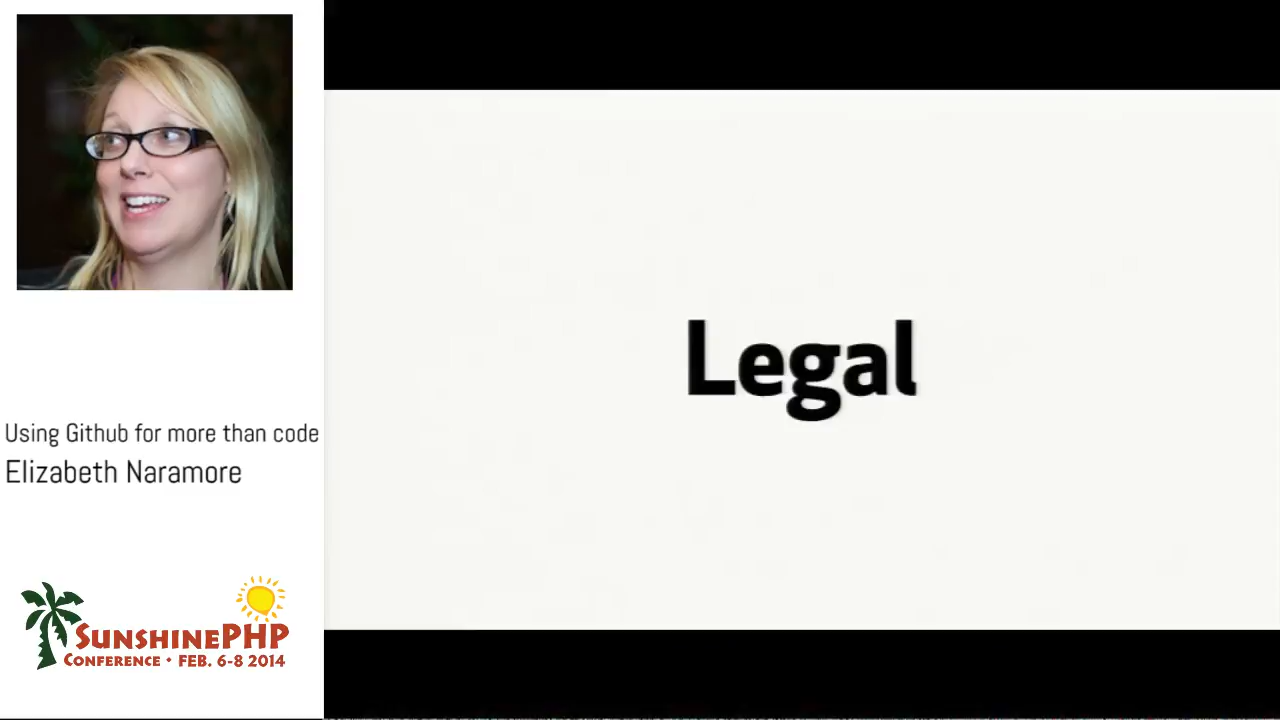 Legal
Using Github for more than code
Elizabeth Naramore
SUNSHINEPHP
CONFERENCE • FEB. 6-8 2014